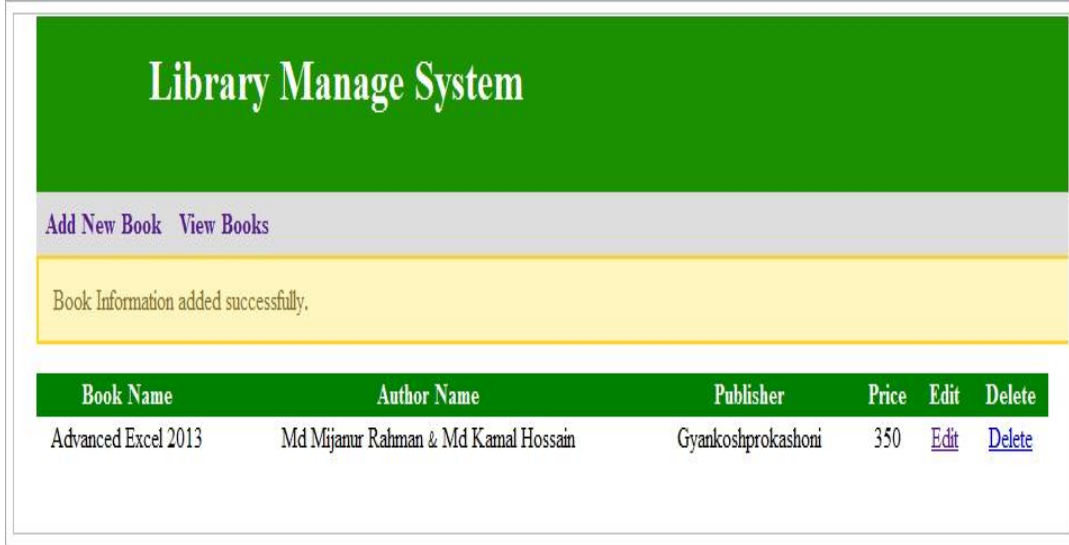 Library Manage System
Add New Book View Books
Book Information added successfully.
Book Name Author Name Publisher Price Edit Delete
Advanced Excel 2013 Md Mijanur Rahman & Md Kamal Hossain Gyankoshprokashoni 350 Edit Delete